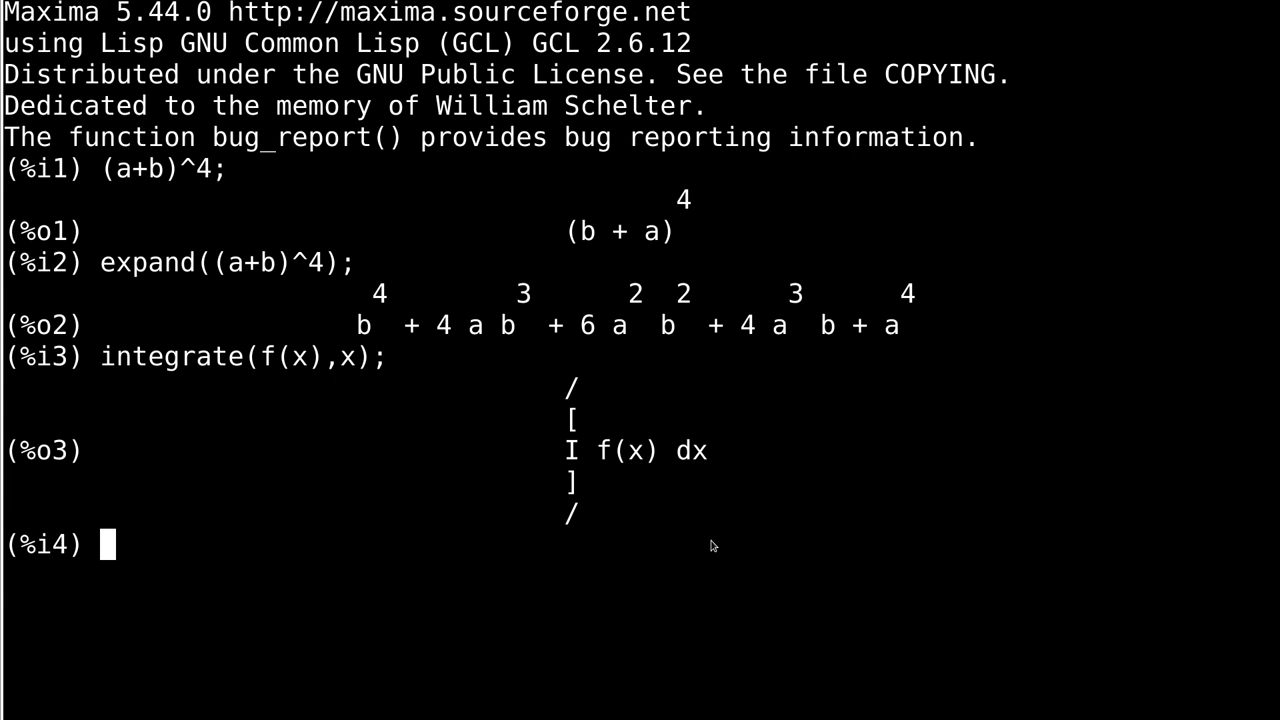 Maxima 5.44.0 http://maxima.sourceforge.net
using Lisp GNU Common Lisp (GCL) GCL 2.6.12
Distributed under the GNU Public License. See the file COPYING.
Dedicated to the memory of William Schelter.
The function bug_report() provides bug reporting information.
(%i1) (a+b)^4;
                                          4
(%o1)                              (b + a)
(%i2) expand((a+b)^4);
                       4        3      2  2      3      4
(%o2)                 b  + 4 a b  + 6 a  b  + 4 a  b + a
(%i3) integrate(f(x),x);
                                   /
                                   [
(%o3)                              I f(x) dx
                                   ]
                                   /
(%i4)